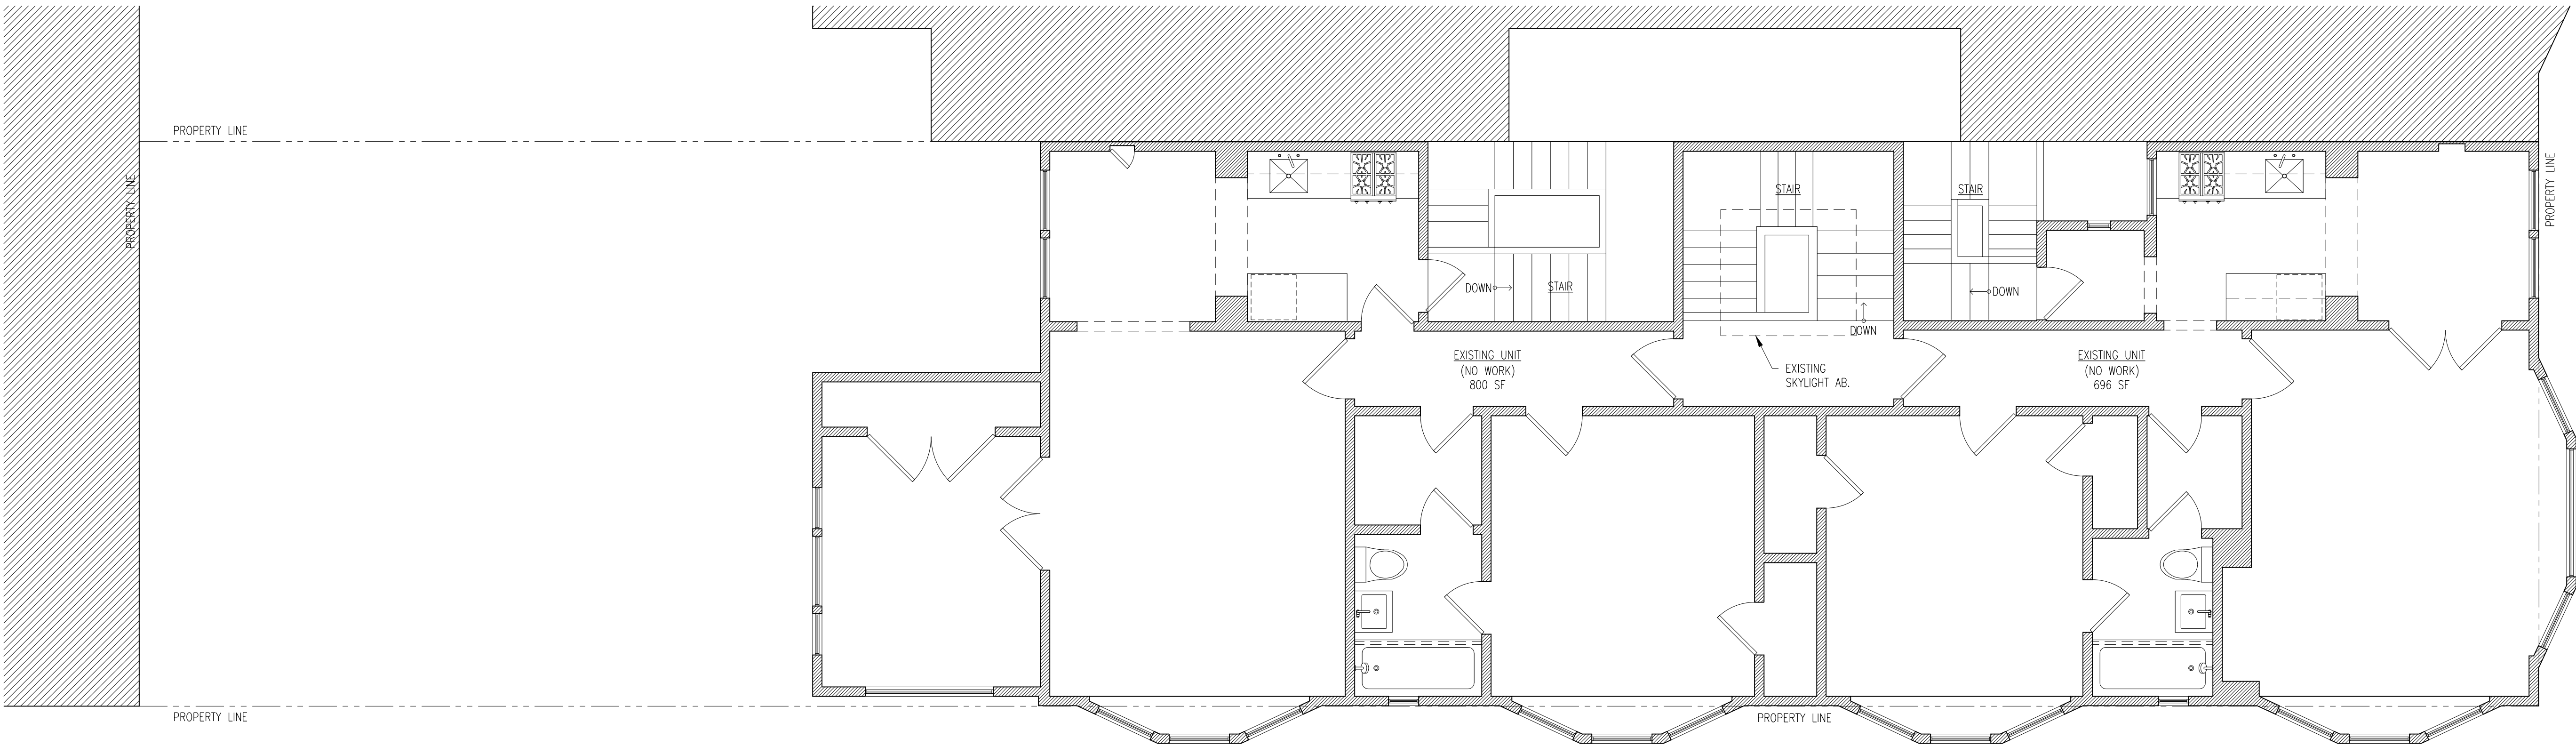 PROPERTY LINE
PROPERTY LINE
PROPERTY LINE
STAIR
STAIR
DOWN
STAIR
DOWN
DOWN
EXISTING UNIT
(NO WORK)
800 SF
EXISTING
SKYLIGHT AB.
EXISTING UNIT
(NO WORK)
696 SF
PROPERTY LINE
PROPERTY LINE